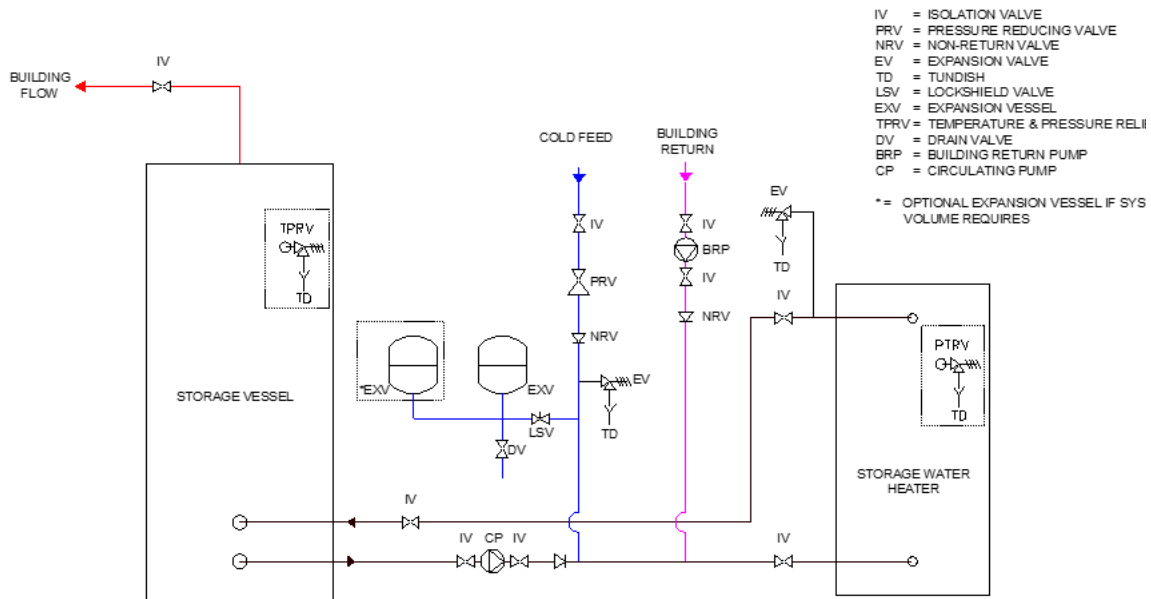 IV = ISOLATION VALVE
PRV = PRESSURE REDUCING VALVE
NRV = NON-RETURN VALVE
EV = EXPANSION VALVE
TD = TUNDISH
LSV = LOCKSHIELD VALVE
EXV = EXPANSION VESSEL
TPRV = TEMPERATURE & PRESSURE RELI
DV = DRAIN VALVE
BRP = BUILDING RETURN PUMP
CP = CIRCULATING PUMP
* = OPTIONAL EXPANSION VESSEL IF SYS
VOLUME REQUIRES
IV
BUILDING
FLOW
COLD FEED
BUILDING
RETURN
EV
TD
TPRV
TD
IV
IV
BRP
PRV
IV
NRV
NRV
IV
PTRV
TD
*EXV
EXV
EV
LSV
TD
DV
STORAGE VESSEL
STORAGE WATER
HEATER
IV
IV
CP
IV
IV